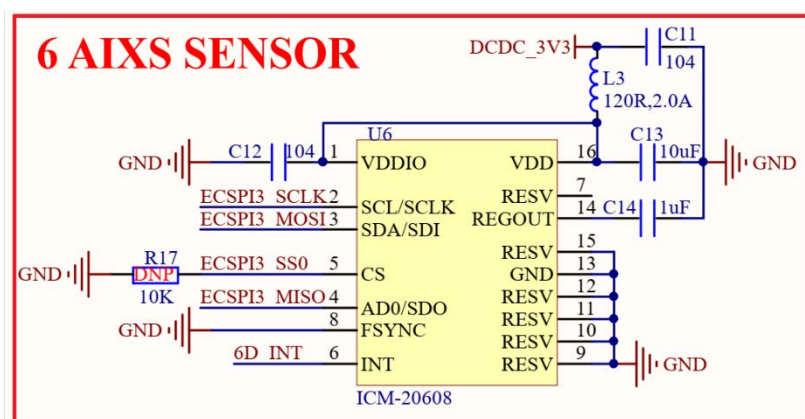 6 AIXS SENSOR
DCDC_3V3
C11
104
L3
120R,2.0A
C12 104
GND
U6
C13
10uF
GND
1 VDDIO VDD 16
RESV 7
ECSPI3_SCLK 2 SCL/SCLK
REGOUT 14 C14 1uF
ECSPI3_MOSI 3 SDA/SDI
RESV 15
R17
GND DNP ECSPI3_SS0 5 CS GND 13
10K
RESV 12
ECSPI3_MISO 4 AD0/SDO
RESV 11
GND 8 FSYNC
RESV 10
6D_INT 6 INT RESV 9 GND
ICM-20608